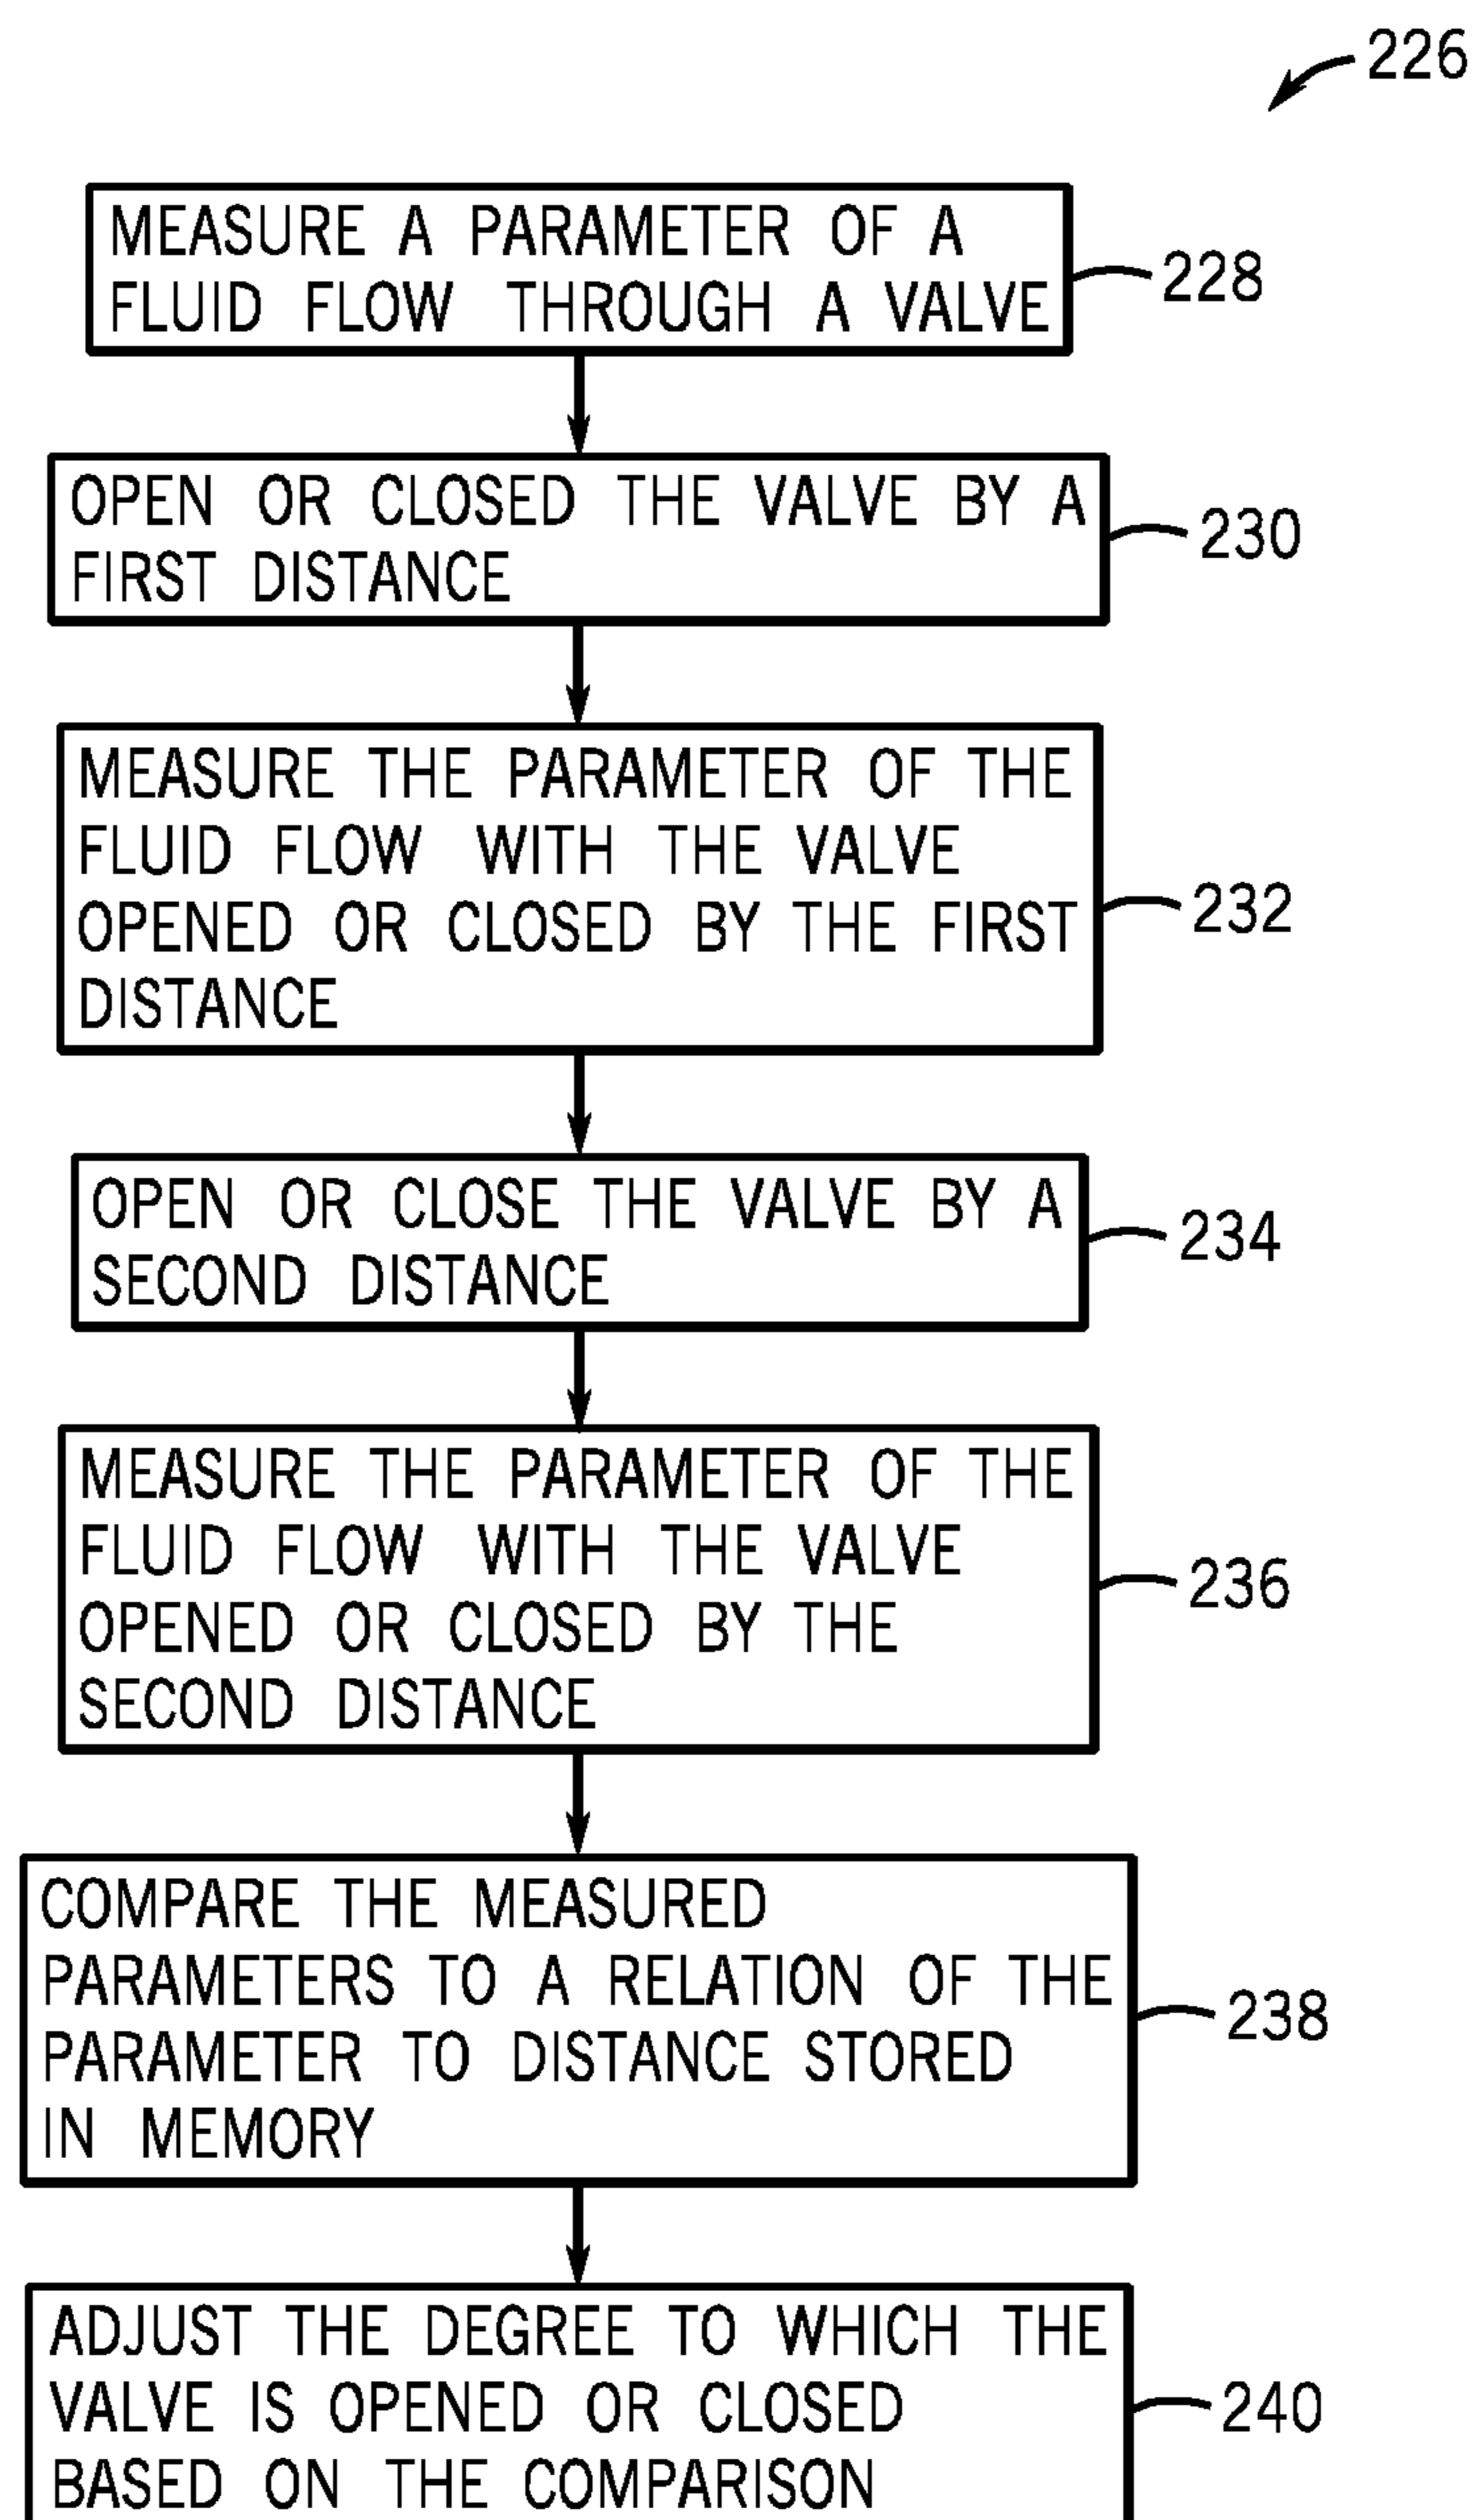 226
MEASURE A PARAMETER OF A
FLUID FLOW THROUGH A VALVE
228
OPEN OR CLOSED THE VALVE BY A
FIRST DISTANCE
230
MEASURE THE PARAMETER OF THE
FLUID FLOW WITH THE VALVE
OPENED OR CLOSED BY THE FIRST
DISTANCE
232
OPEN OR CLOSE THE VALVE BY A
SECOND DISTANCE
234
MEASURE THE PARAMETER OF THE
FLUID FLOW WITH THE VALVE
OPENED OR CLOSED BY THE
SECOND DISTANCE
236
COMPARE THE MEASURED
PARAMETERS TO A RELATION OF THE
PARAMETER TO DISTANCE STORED
IN MEMORY
238
ADJUST THE DEGREE TO WHICH THE
VALVE IS OPENED OR CLOSED
BASED ON THE COMPARISON
240